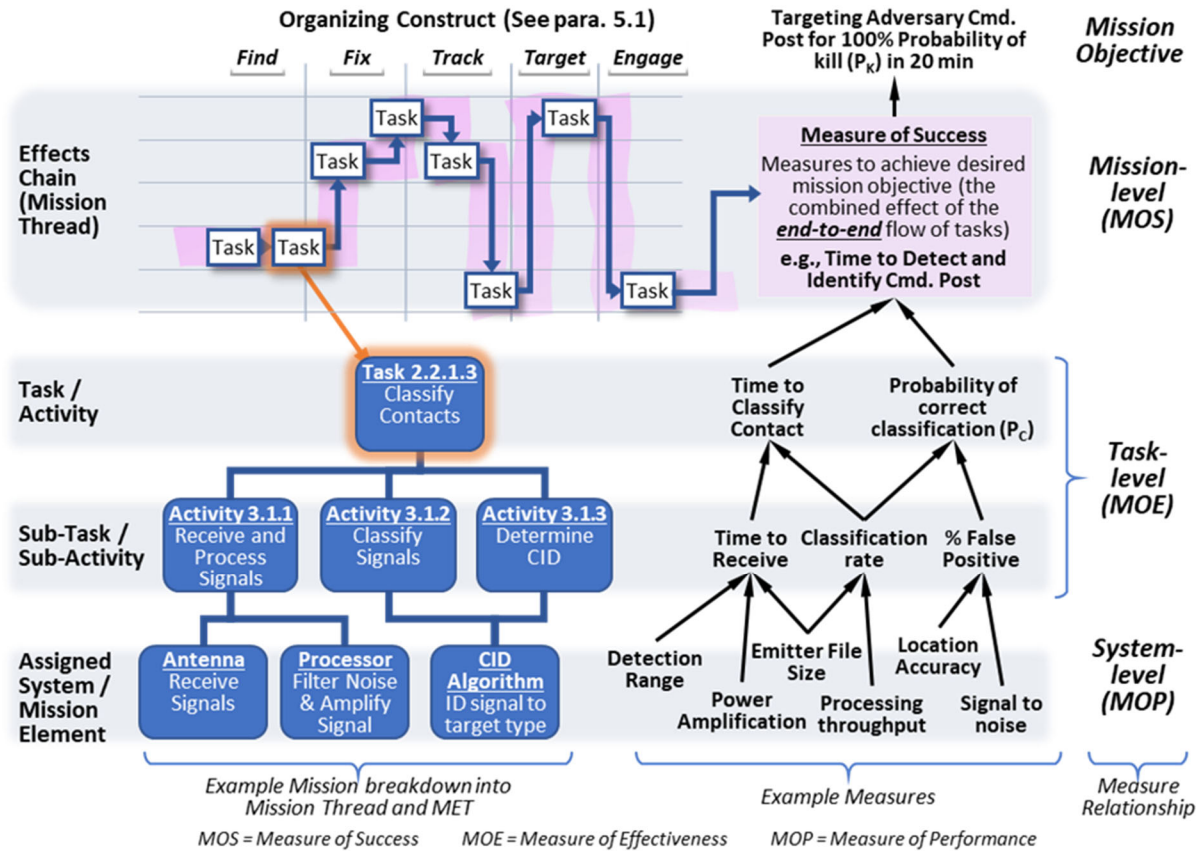 Organizing Construct (See para. 5.1)
Find
Fix
Track
Target
Engage
Targeting Adversary Cmd.
Post for 100% Probability of
kill (PK) in 20 min
Mission
Objective
Effects
Chain
(Mission
Thread)
Task
Task
Task
Task
Task
Task
Task
Task
Measure of Success
Measures to achieve desired
mission objective (the
combined effect of the
end-to-end flow of tasks)
e.g., Time to Detect and
Identify Cmd. Post
Mission-
level
(MOS)
Task /
Activity
Task 2.2.1.3
Classify
Contacts
Time to
Classify
Contact
Probability of
correct
classification (PC)
Task-
level
(MOE)
Sub-Task /
Sub-Activity
Activity 3.1.1
Receive and
Process
Signals
Activity 3.1.2
Classify
Signals
Activity 3.1.3
Determine
CID
Time to
Receive
Classification
rate
% False
Positive
Assigned
System /
Mission
Element
Antenna
Receive
Signals
Processor
Filter Noise
& Amplify
Signal
CID
Algorithm
ID signal to
target type
Detection
Range
Power
Amplification
Emitter File
Size
Processing
throughput
Location
Accuracy
Signal to
noise
System-
level
(MOP)
Example Mission breakdown into
Mission Thread and MET
Example Measures
Measure
Relationship
MOS = Measure of Success
MOE = Measure of Effectiveness
MOP = Measure of Performance